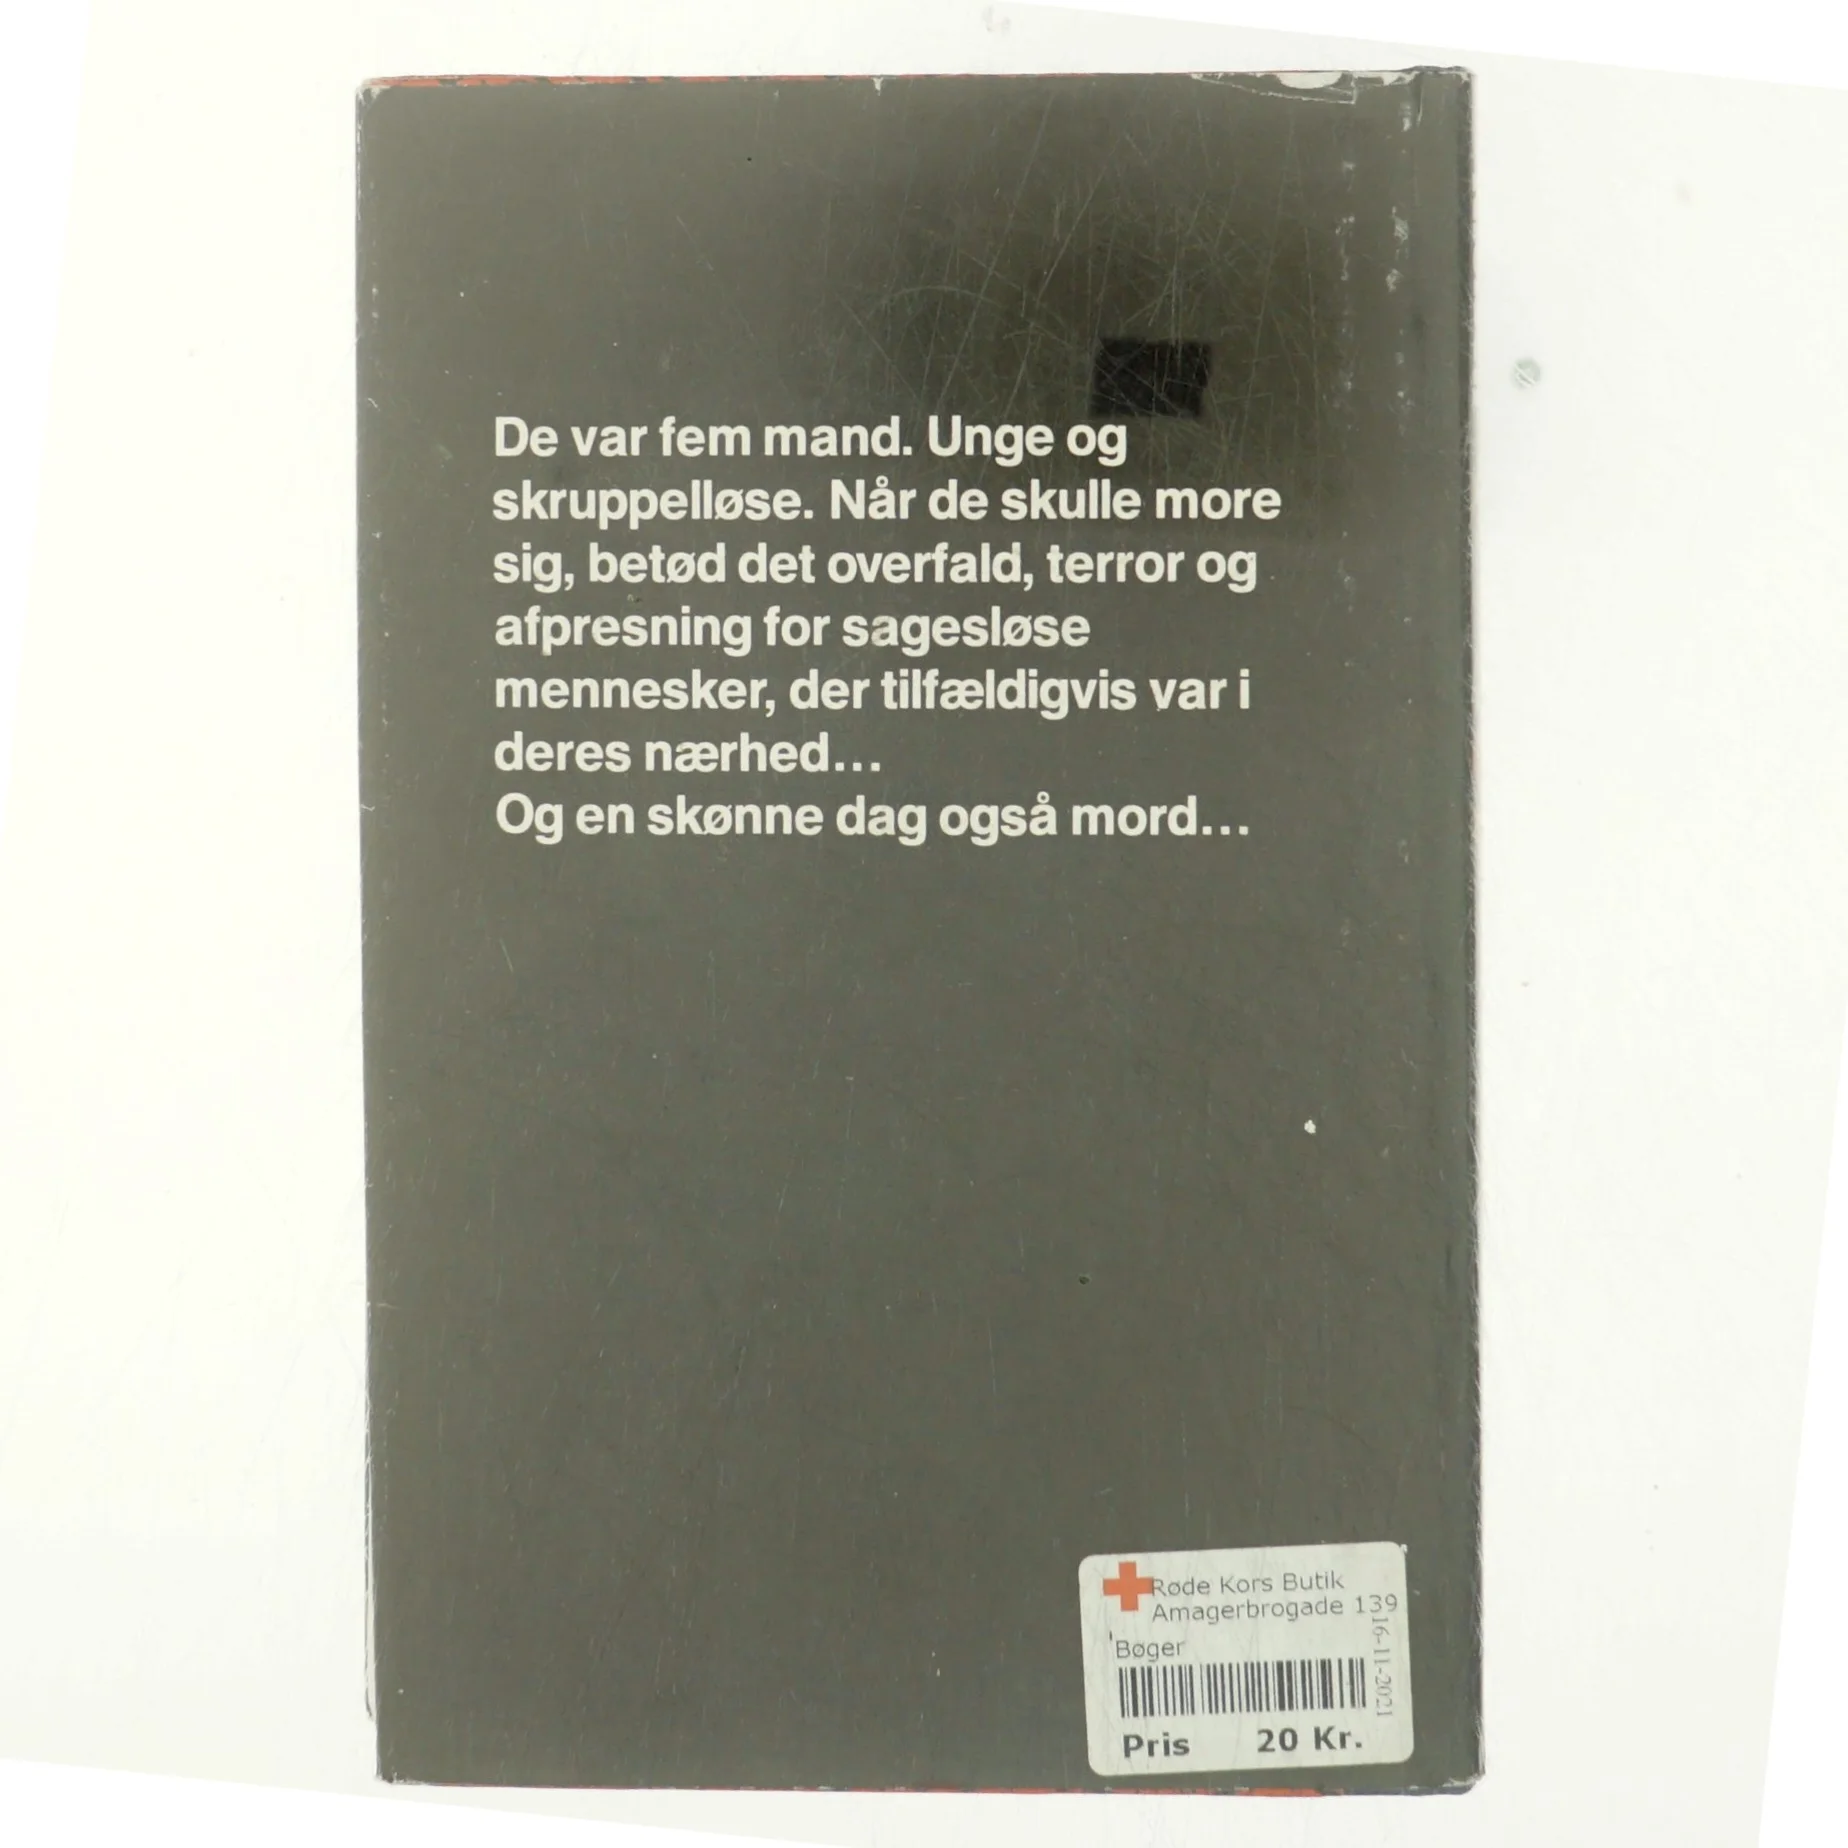 De var fem mand. Unge og
skruppelløse. Når de skulle more
sig, betød det overfald, terror og
afpresning for sagesløse
mennesker, der tilfældigvis var i
deres nærhed...
Og en skønne dag også mord...
Røde Kors Butik
Amagerbrogade 139
16-11-2021
Bøger
Pris 20 Kr.